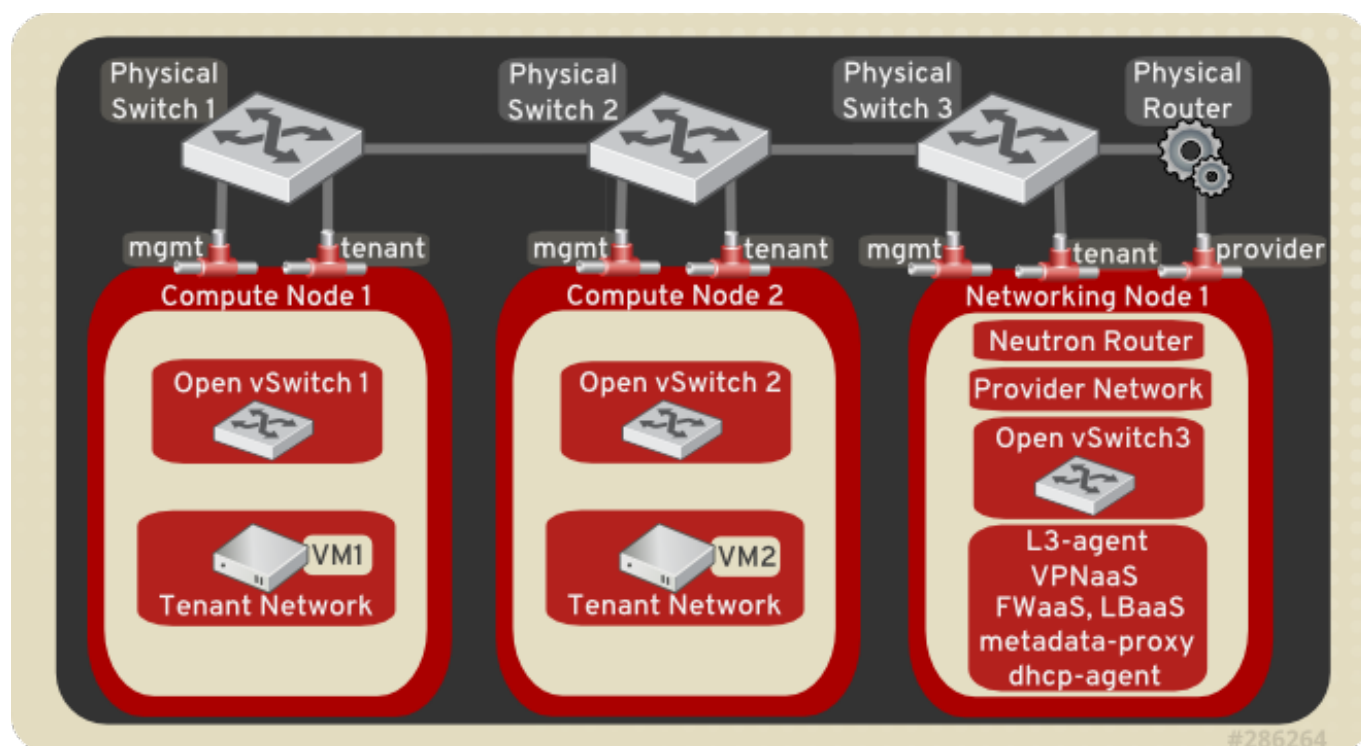 Physical
Switch 1
Physical
Switch 2
Physical
Switch 3
Physical
Router
mgmt
tenant
mgmt
tenant
mgmt
tenant
provider
Compute Node 1
Open vSwitch 1
VM1
Tenant Network
Compute Node 2
Open vSwitch 2
VM2
Tenant Network
Networking Node 1
Neutron Router
Provider Network
Open vSwitch3
L3-agent
VPNaaS
FWaaS, LBaaS
metadata-proxy
dhcp-agent
#286264